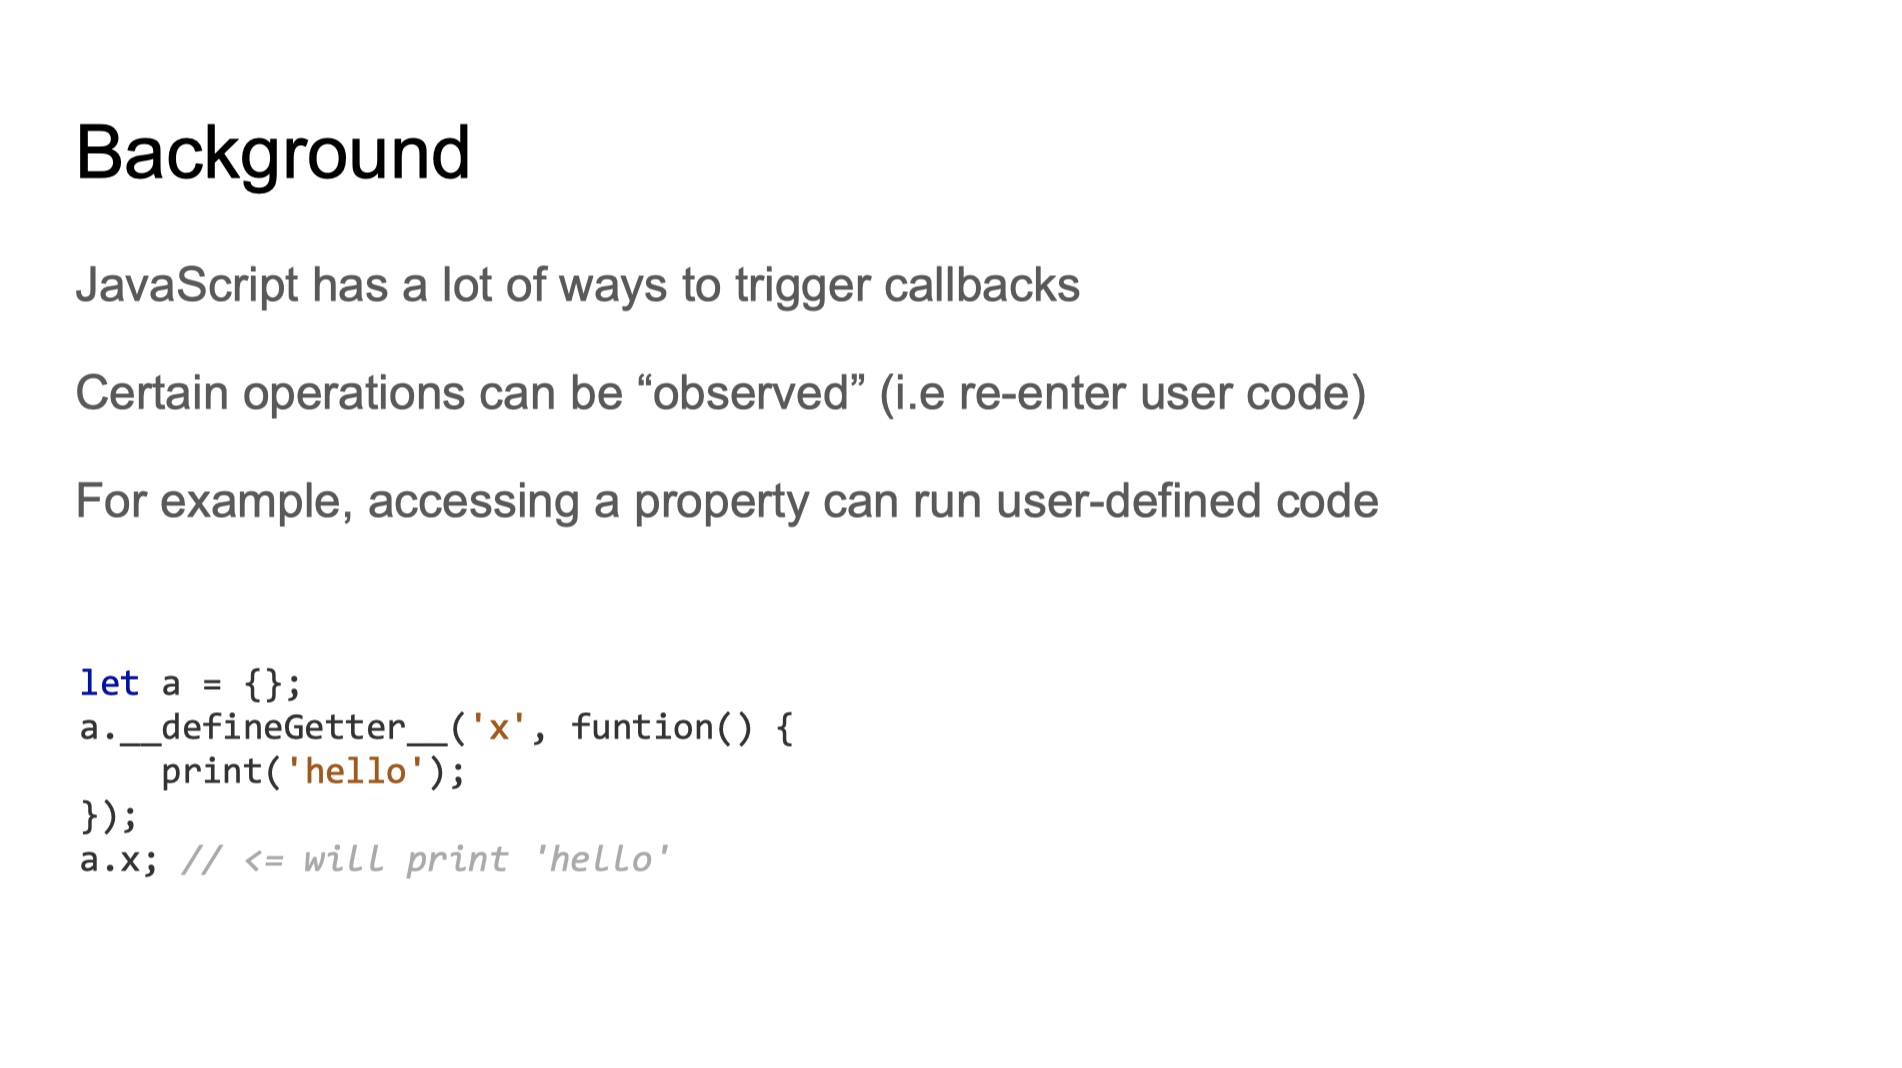 Background
JavaScript has a lot of ways to trigger callbacks
Certain operations can be “observed” (i.e re-enter user code)
For example, accessing a property can run user-defined code
let a = {};
a.__defineGetter__('x', funtion() {
    print('hello');
});
a.x; // <= will print 'hello'